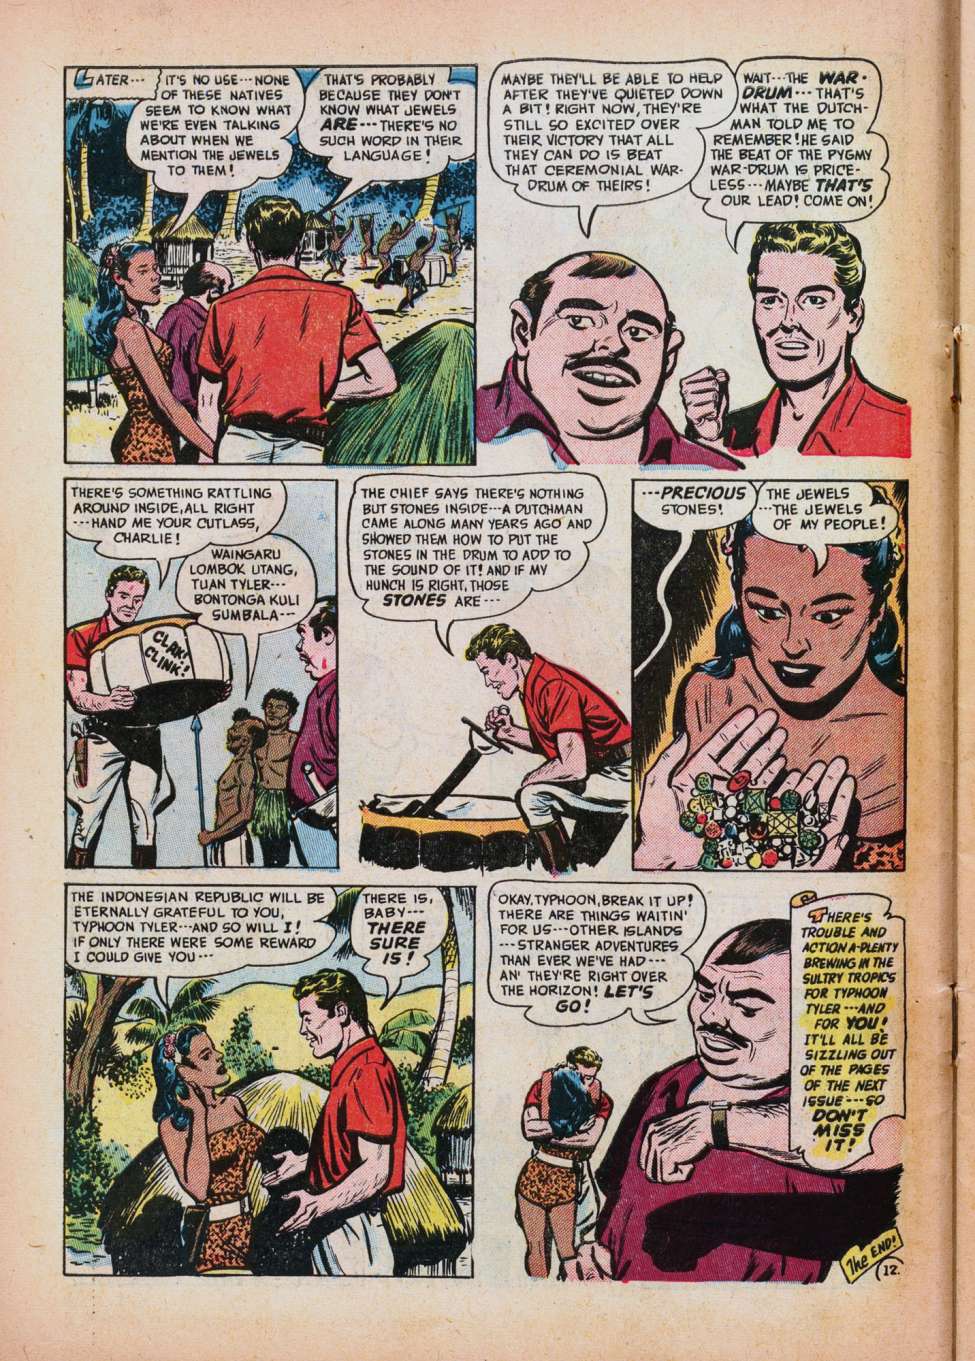 LATER---
IT'S NO USE---NONE
OF THESE NATIVES
SEEM TO KNOW WHAT
WE'RE EVEN TALKING
ABOUT WHEN WE
MENTION THE JEWELS
TO THEM!
THAT'S PROBABLY
BECAUSE THEY DON'T
KNOW WHAT JEWELS
ARE---THERE'S NO
SUCH WORD IN THEIR
LANGUAGE!
MAYBE THEY'LL BE ABLE TO HELP
AFTER THEY'VE QUIETED DOWN
A BIT! RIGHT NOW, THEY'RE
STILL SO EXCITED OVER
THEIR VICTORY THAT ALL
THEY CAN DO IS BEAT
THAT CEREMONIAL WAR-
DRUM OF THEIRS!
WAIT---THE WAR-
DRUM---THAT'S
WHAT THE DUTCH-
MAN TOLD ME TO
REMEMBER! HE SAID
THE BEAT OF THE PYGMY
WAR-DRUM IS PRICE-
LESS---MAYBE THAT'S
OUR LEAD! COME ON!
THERE'S SOMETHING RATTLING
AROUND INSIDE, ALL RIGHT
---HAND ME YOUR CUTLASS,
CHARLIE!
WAINGARU
LOMBOK UTANG,
TUAN TYLER---
BONTONGA KULI
SUMBALA---
CLAK!
CLINK!
THE CHIEF SAYS THERE'S NOTHING
BUT STONES INSIDE---A DUTCHMAN
CAME ALONG MANY YEARS AGO AND
SHOWED THEM HOW TO PUT THE
STONES IN THE DRUM TO ADD TO
THE SOUND OF IT! AND IF MY
HUNCH IS RIGHT, THOSE
STONES ARE---
---PRECIOUS
STONES!
THE JEWELS
---THE JEWELS
OF MY PEOPLE!
THE INDONESIAN REPUBLIC WILL BE
ETERNALLY GRATEFUL TO YOU,
TYPHOON TYLER---AND SO WILL I!
IF ONLY THERE WERE SOME REWARD
I COULD GIVE YOU---
THERE IS,
BABY---
THERE
SURE
IS!
OKAY, TYPHOON, BREAK IT UP!
THERE ARE THINGS WAITIN'
FOR US---OTHER ISLANDS
---STRANGER ADVENTURES
THAN EVER WE'VE HAD---
AN' THEY'RE RIGHT OVER
THE HORIZON! LET'S
GO!
THERE'S
TROUBLE AND
ACTION A-PLENTY
BREWING IN THE
SULTRY TROPICS
FOR TYPHOON
TYLER---AND
FOR YOU!
IT'LL ALL BE
SIZZLING OUT
OF THE PAGES
OF THE NEXT
ISSUE---SO
DON'T
MISS
IT!
The END!
12.